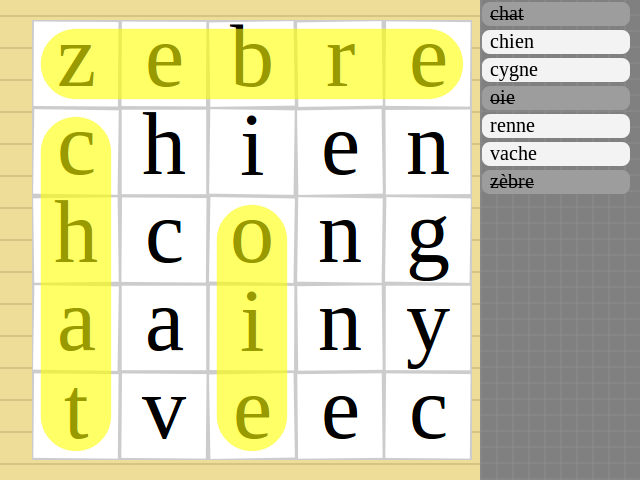 z e b r e
c h i e n
h c o n g
a a i n y
t v e e c
chat
chien
cygne
oie
renne
vache
zèbre